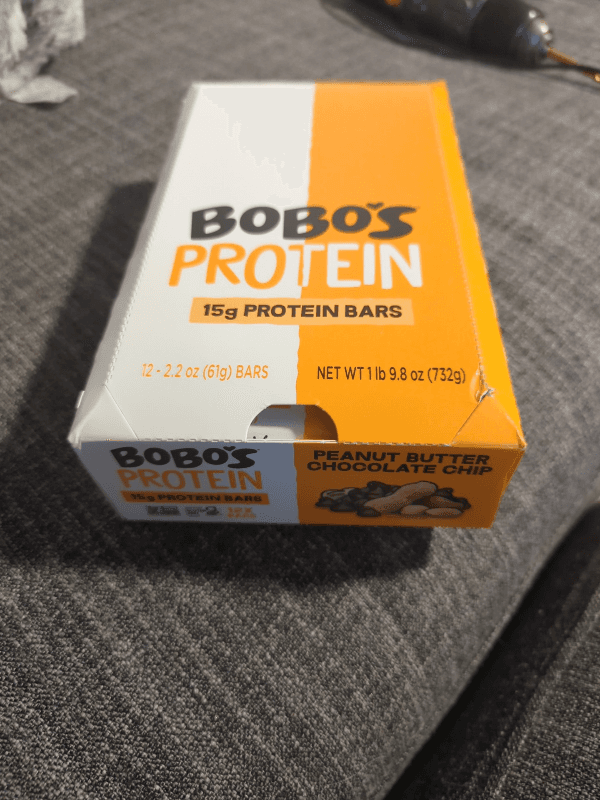 BOBO'S
PROTEIN
15g PROTEIN BARS
12 - 2.2 oz (61g) BARS
NET WT 1 lb 9.8 oz (732g)
BOBO'S
PROTEIN
15g PROTEIN BARS
PEANUT BUTTER
CHOCOLATE CHIP